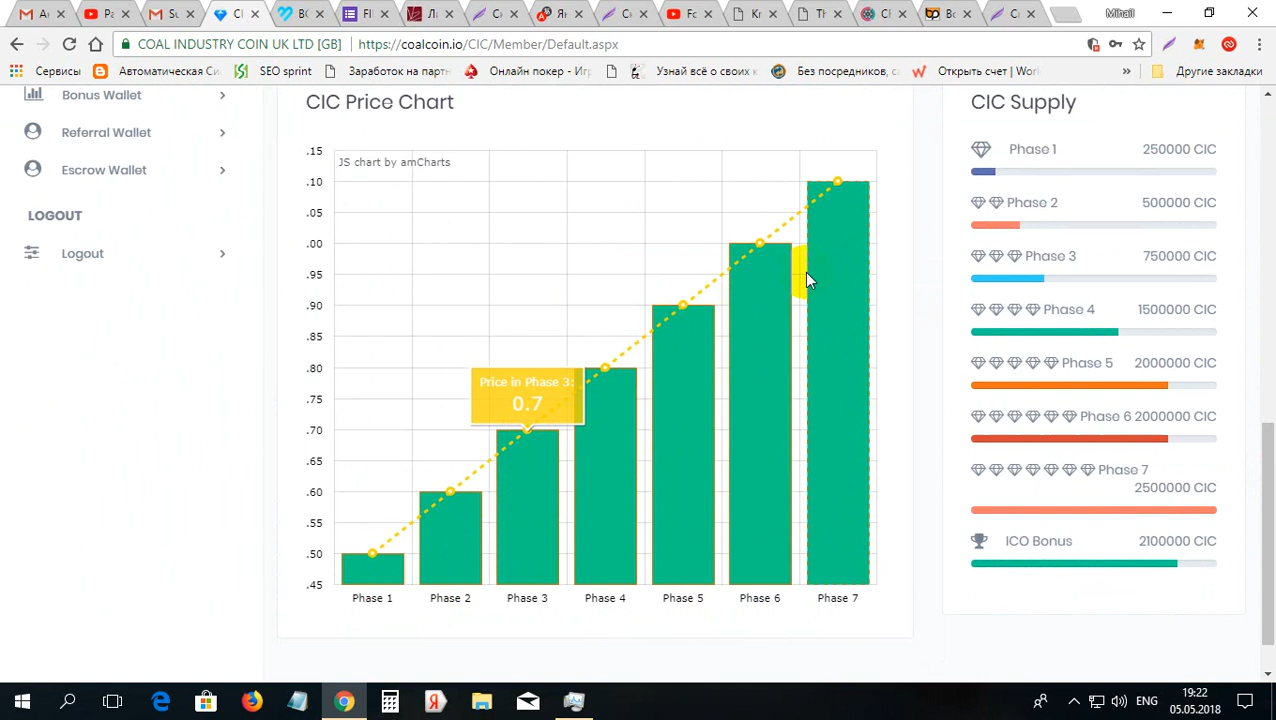 Mihail
COAL INDUSTRY COIN UK LTD [GB] https://coalcoin.io/CIC/Member/Default.aspx
Сервисы Автоматическая Си SEO sprint Заработок на парт Онлайн покер - Игр Узнай всё о своих к Без посредников, са Открыть счет | Worl » Другие закладки
Bonus Wallet
Referral Wallet
Escrow Wallet
LOGOUT
Logout
CIC Price Chart
JS chart by amCharts
.15
.10
.05
.00
.95
.90
.85
.80
.75
.70
.65
.60
.55
.50
.45
Price in Phase 3:
0.7
Phase 1 Phase 2 Phase 3 Phase 4 Phase 5 Phase 6 Phase 7
CIC Supply
Phase 1 250000 CIC
Phase 2 500000 CIC
Phase 3 750000 CIC
Phase 4 1500000 CIC
Phase 5 2000000 CIC
Phase 6 2000000 CIC
Phase 7
2500000 CIC
ICO Bonus 2100000 CIC
ENG
19:22
05.05.2018